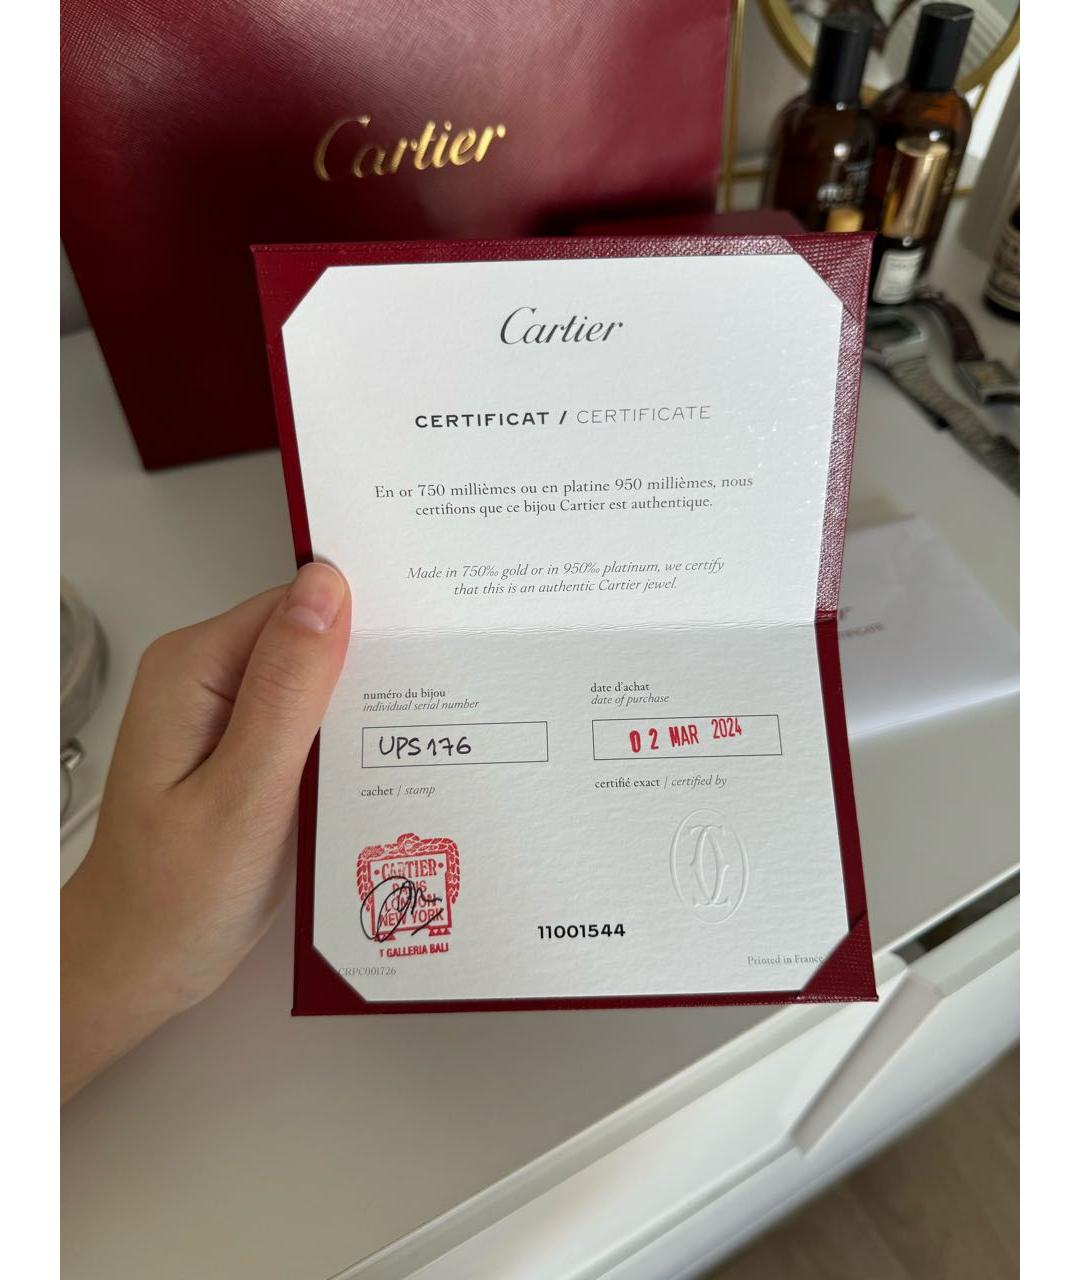 Cartier
Cartier
CERTIFICAT / CERTIFICATE
En or 750 millièmes ou en platine 950 millièmes, nous
certifions que ce bijou Cartier est authentique.
Made in 750‰ gold or in 950‰ platinum, we certify
that this is an authentic Cartier jewel.
numéro du bijou
individual serial number
UPS176
date d'achat
date of purchase
02 MAR 2024
cachet / stamp
certifié exact / certified by
CARTIER
PARIS
LONDON
NEW YORK
T GALLERIA BALI
11001544
CRPC001726
Printed in France